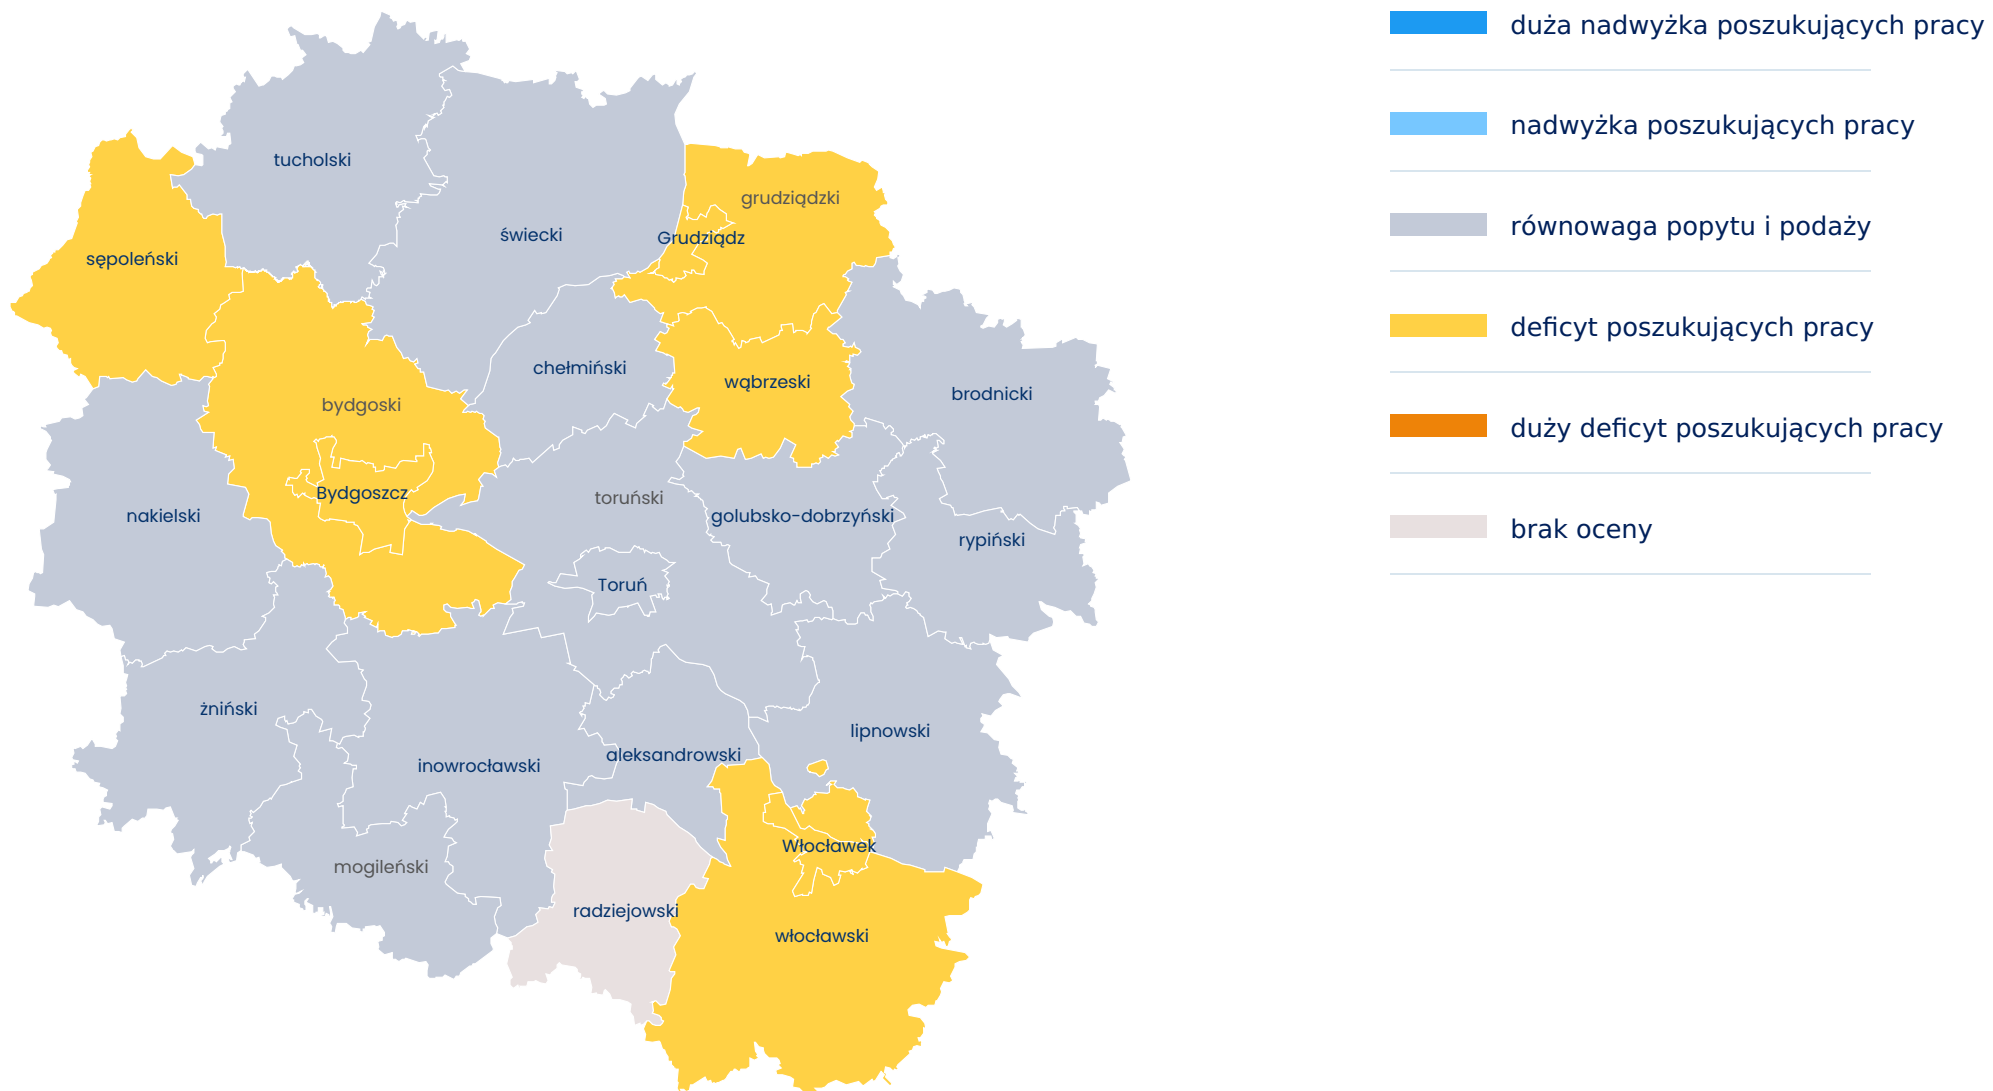 duża nadwyżka poszukujących pracy
nadwyżka poszukujących pracy
równowaga popytu i podaży
deficyt poszukujących pracy
duży deficyt poszukujących pracy
brak oceny
tucholski
grudziądzki
świecki
Grudziądz
sępoleński
chełmiński
wąbrzeski
brodnicki
bydgoski
Bydgoszcz
toruński
nakielski
golubsko-dobrzyński
rypiński
Toruń
żniński
lipnowski
aleksandrowski
inowrocławski
Włocławek
mogileński
radziejowski
włocławski